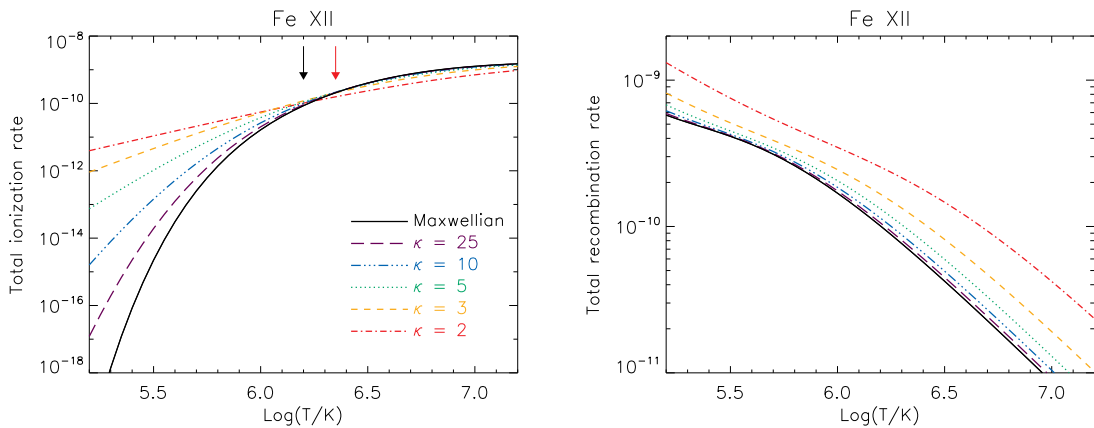 Fe XII
Total ionization rate
10⁻⁸
10⁻¹⁰
10⁻¹²
10⁻¹⁴
10⁻¹⁶
10⁻¹⁸
Maxwellian
κ = 25
κ = 10
κ = 5
κ = 3
κ = 2
5.5 6.0 6.5 7.0
Log(T/K)
Fe XII
Total recombination rate
10⁻⁹
10⁻¹⁰
10⁻¹¹
5.5 6.0 6.5 7.0
Log(T/K)